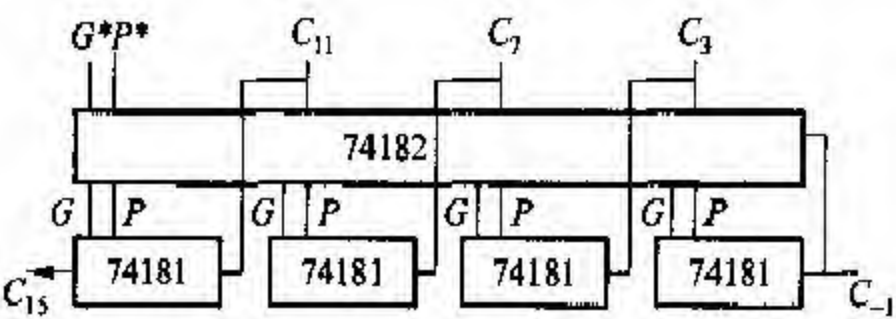 G*P* C₁₁ C₇ C₃
74182
G P G P G P G P
74181 74181 74181 74181
C₁₅ C₋₁